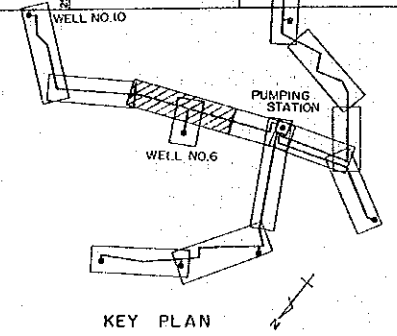 WELL NO.10
PUMPING
STATION
WELL NO.6
KEY PLAN
N